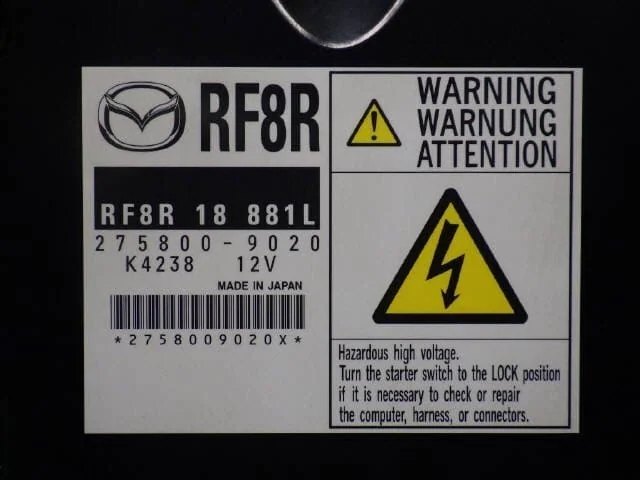 RF8R
RF8R 18 881L
275800-9020
K4238 12V
MADE IN JAPAN
*2758009020X*
WARNING
WARNUNG
ATTENTION
Hazardous high voltage.
Turn the starter switch to the LOCK position
if it is necessary to check or repair
the computer, harness, or connectors.